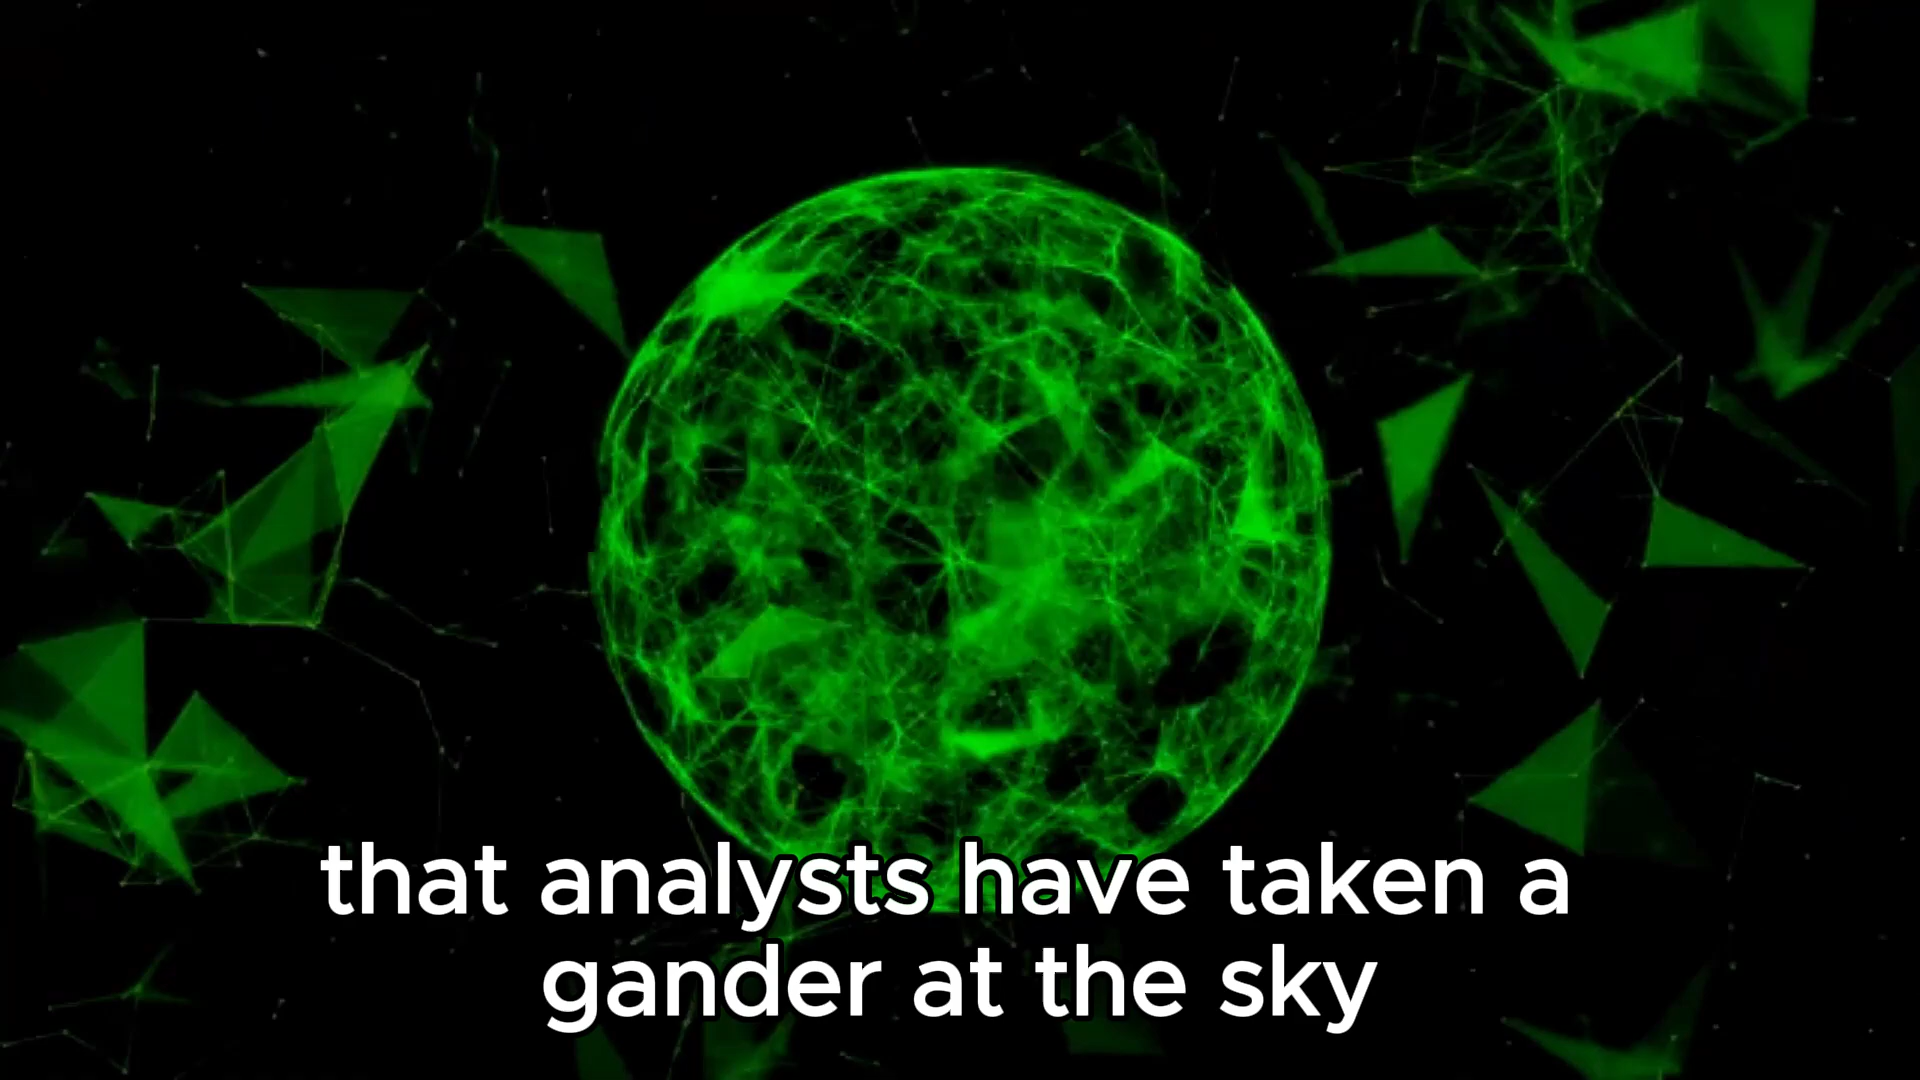 that analysts have taken a
gander at the sky